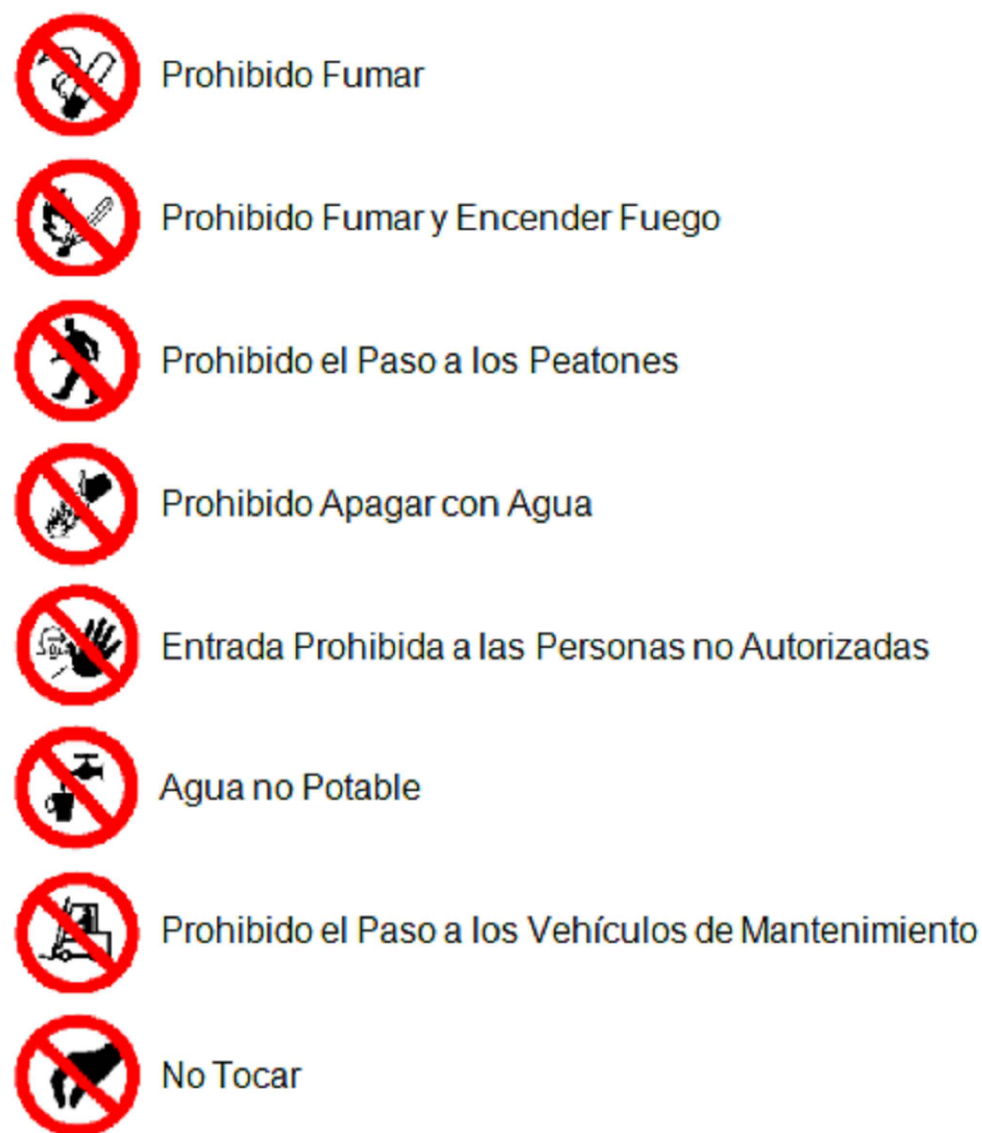 Prohibido Fumar
Prohibido Fumar y Encender Fuego
Prohibido el Paso a los Peatones
Prohibido Apagar con Agua
Entrada Prohibida a las Personas no Autorizadas
Agua no Potable
Prohibido el Paso a los Vehículos de Mantenimiento
No Tocar